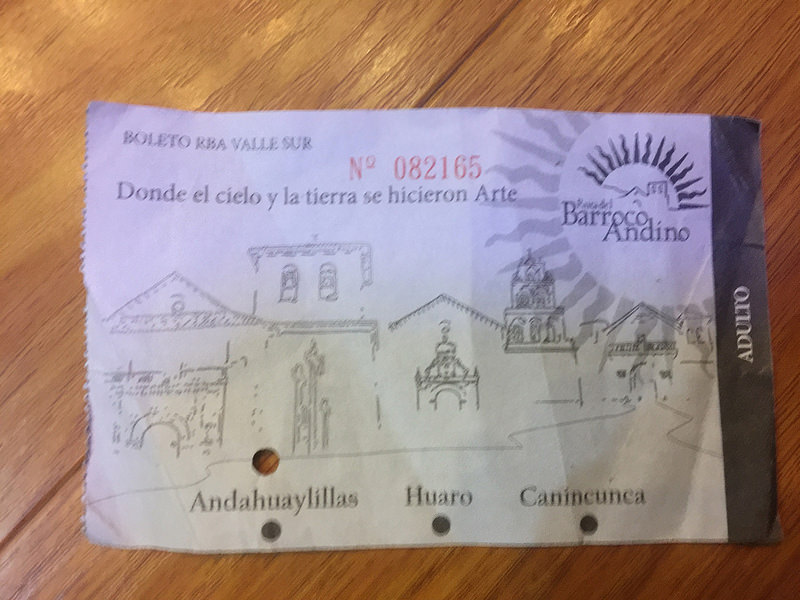 BOLETO RBA VALLE SUR
Nº 082165
Donde el cielo y la tierra se hicieron Arte
Ruta del
Barroco
Andino
ADULTO
Andahuaylillas Huaro Canincunca